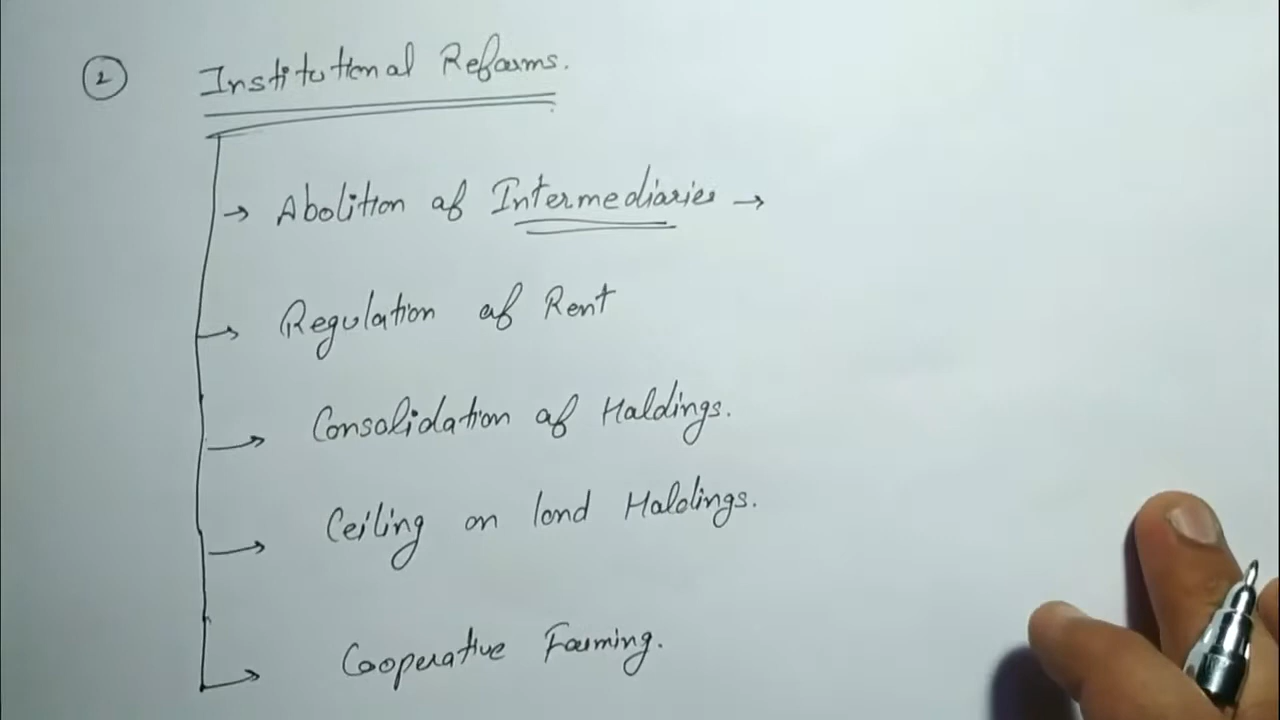 2 Institutional Reforms.
→ Abolition of Intermediaries →
→ Regulation of Rent
→ Consolidation of Holdings.
→ Ceiling on land Holdings.
→ Cooperative Farming.